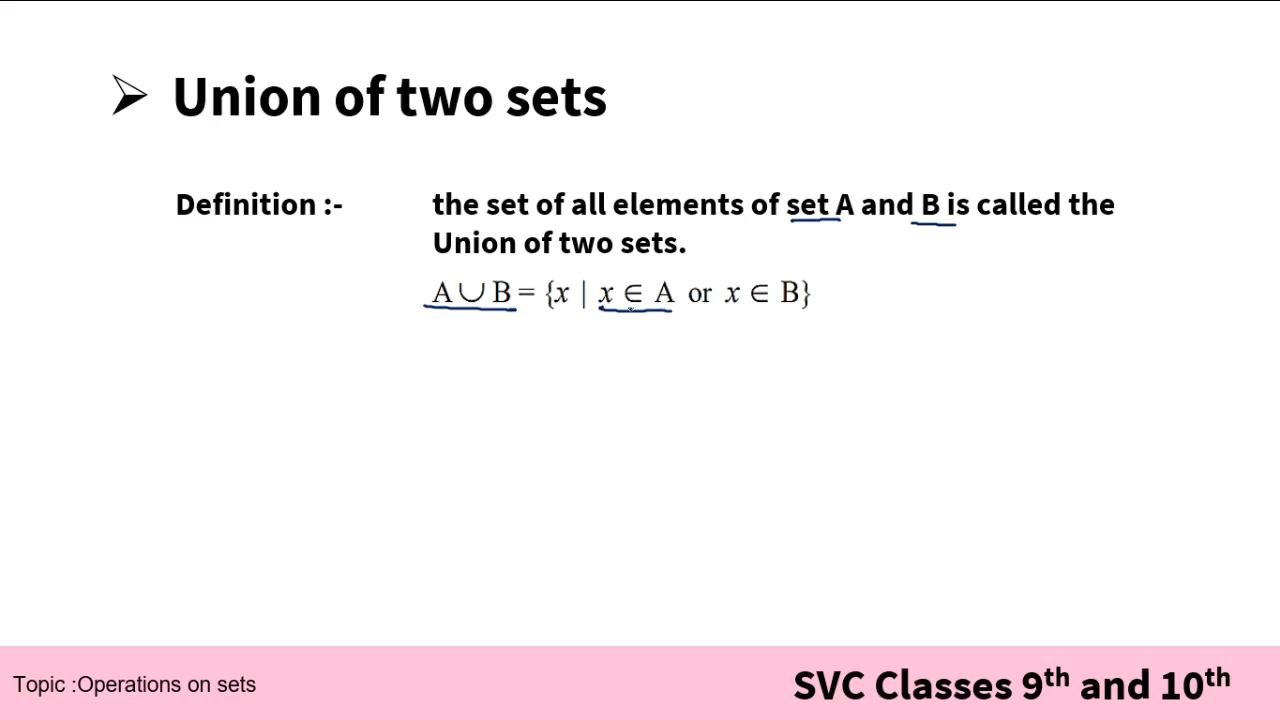 ➢ Union of two sets
Definition :- the set of all elements of set A and B is called the
Union of two sets.
A ∪ B = {x | x ∈ A or x ∈ B}
Topic :Operations on sets
SVC Classes 9th and 10th